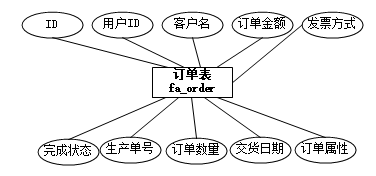 ID
用户ID
客户名
订单金额
发票方式
订单表
fa_order
完成状态
生产单号
订单数量
交货日期
订单属性